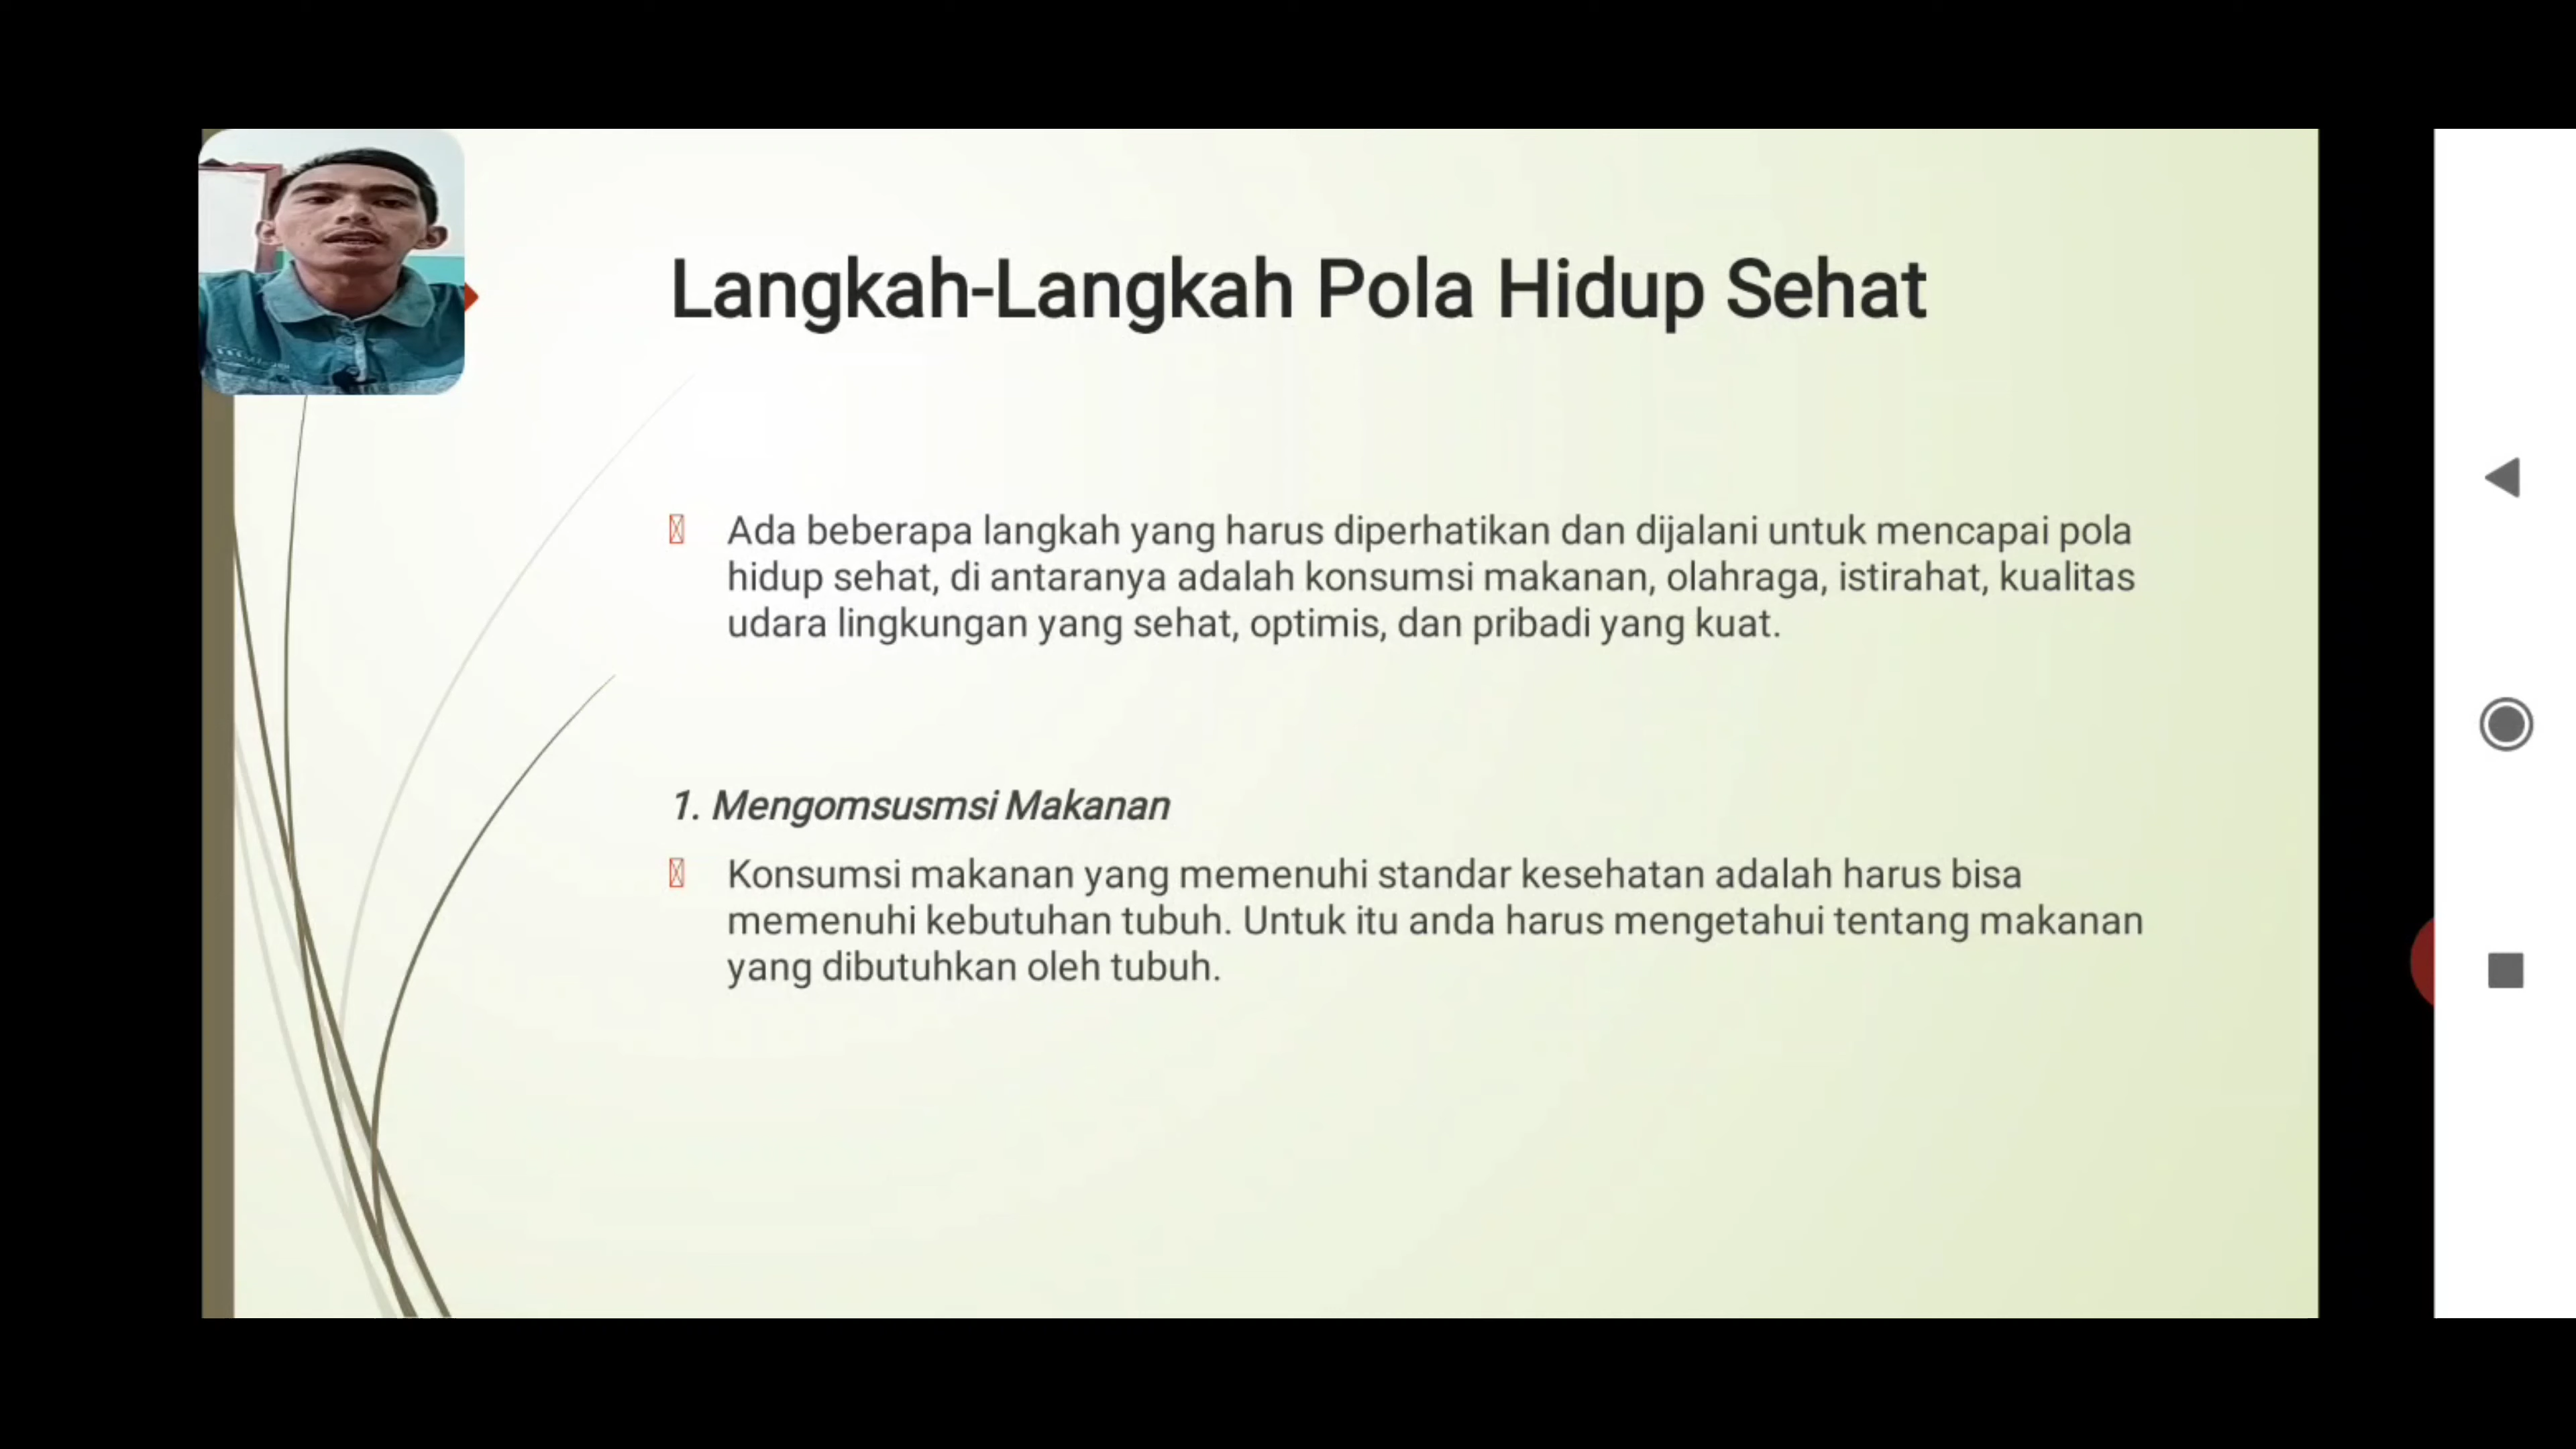 Langkah-Langkah Pola Hidup Sehat
Ada beberapa langkah yang harus diperhatikan dan dijalani untuk mencapai pola
hidup sehat, di antaranya adalah konsumsi makanan, olahraga, istirahat, kualitas
udara lingkungan yang sehat, optimis, dan pribadi yang kuat.
1. Mengomsusmsi Makanan
Konsumsi makanan yang memenuhi standar kesehatan adalah harus bisa
memenuhi kebutuhan tubuh. Untuk itu anda harus mengetahui tentang makanan
yang dibutuhkan oleh tubuh.